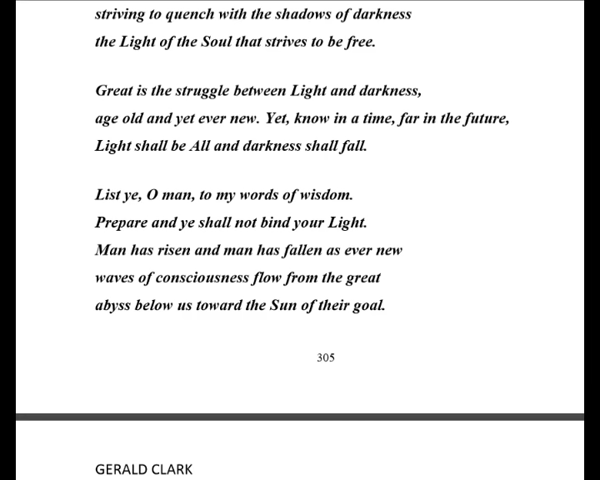 striving to quench with the shadows of darkness
the Light of the Soul that strives to be free.
Great is the struggle between Light and darkness,
age old and yet ever new. Yet, know in a time, far in the future,
Light shall be All and darkness shall fall.
List ye, O man, to my words of wisdom.
Prepare and ye shall not bind your Light.
Man has risen and man has fallen as ever new
waves of consciousness flow from the great
abyss below us toward the Sun of their goal.
305
GERALD CLARK